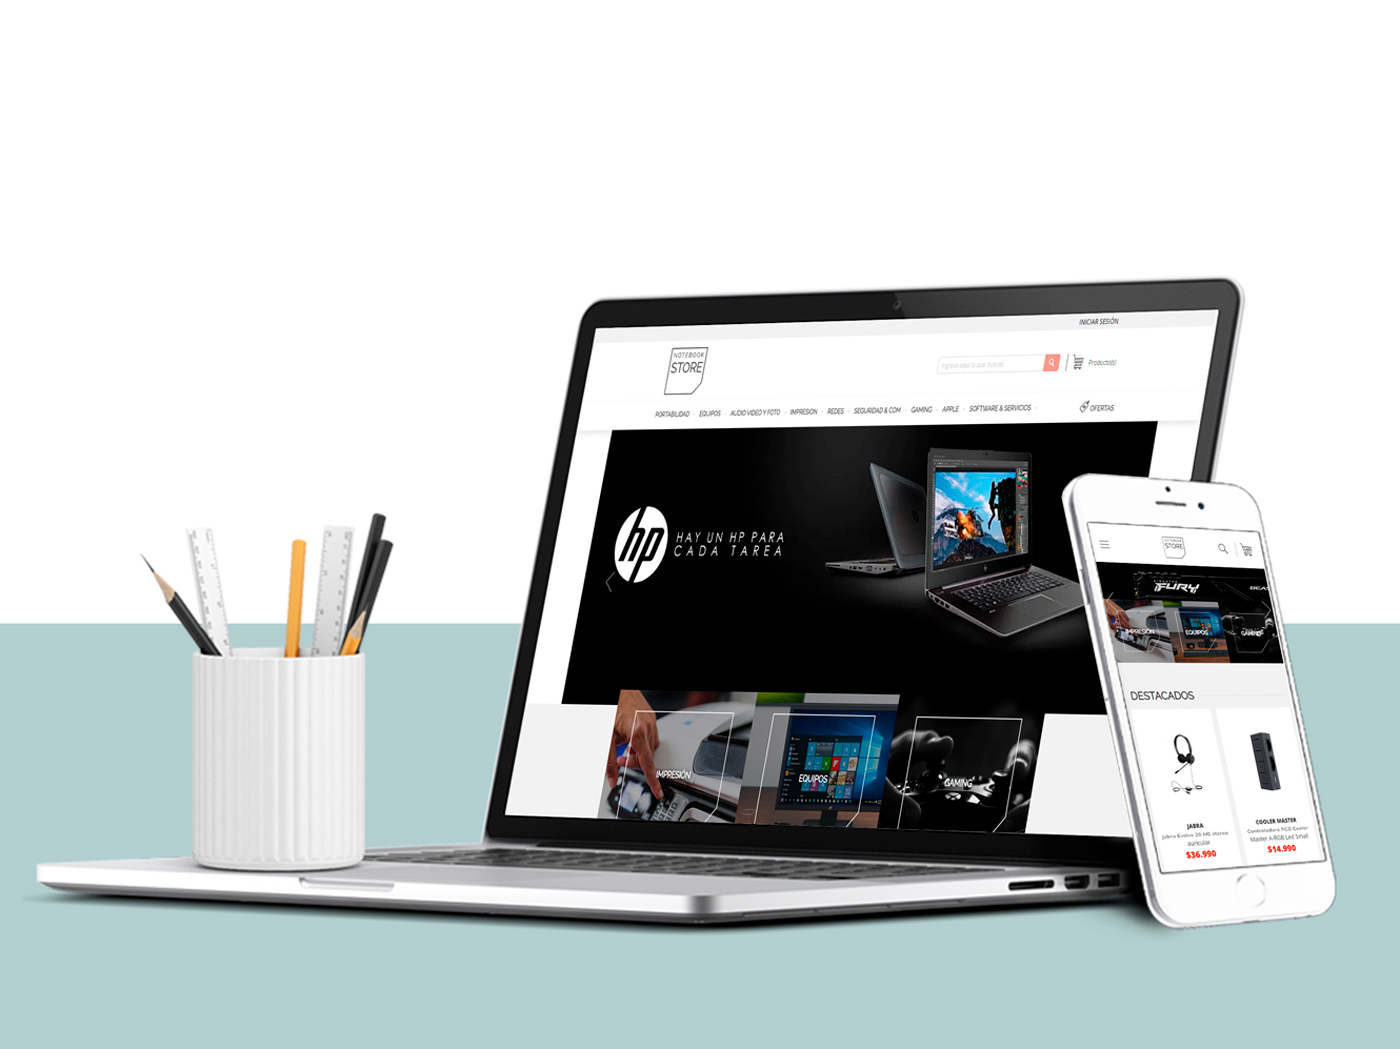 INICIAR SESIÓN
NOTEBOOK
STORE
Ingrese aquí lo que buscas
Producto(s)
PORTABILIDAD - EQUIPOS - AUDIO VIDEO Y FOTO - IMPRESION - REDES - SEGURIDAD & COM - GAMING - APPLE - SOFTWARE & SERVICIOS -
OFERTAS
hp
HAY UN HP PARA
CADA TAREA
IMPRESIÓN
EQUIPOS
GAMING
NOTEBOOK
STORE
FURY
IMPRESIÓN
EQUIPOS
GAMING
DESTACADOS
JABRA
Jabra Evolve 20 MS stereo
auricular
$36.990
COOLER MASTER
Controladora RGB Cooler
Master A-RGB Led Small
$14.990